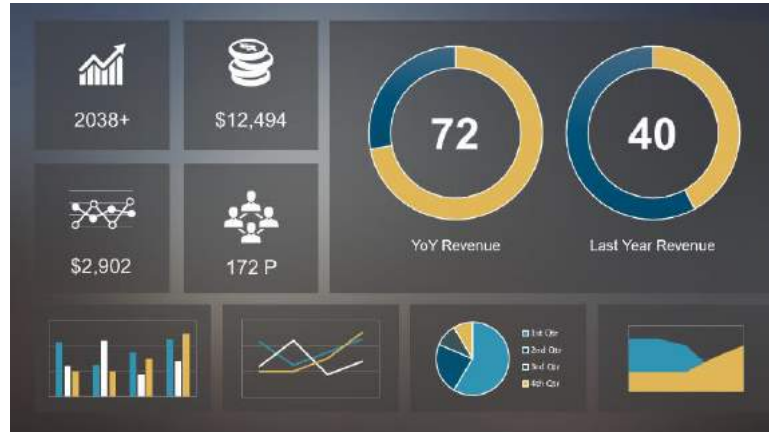 2038+
$12,494
72
40
YoY Revenue
Last Year Revenue
$2,902
172 P
1st Qtr
2nd Qtr
3rd Qtr
4th Qtr